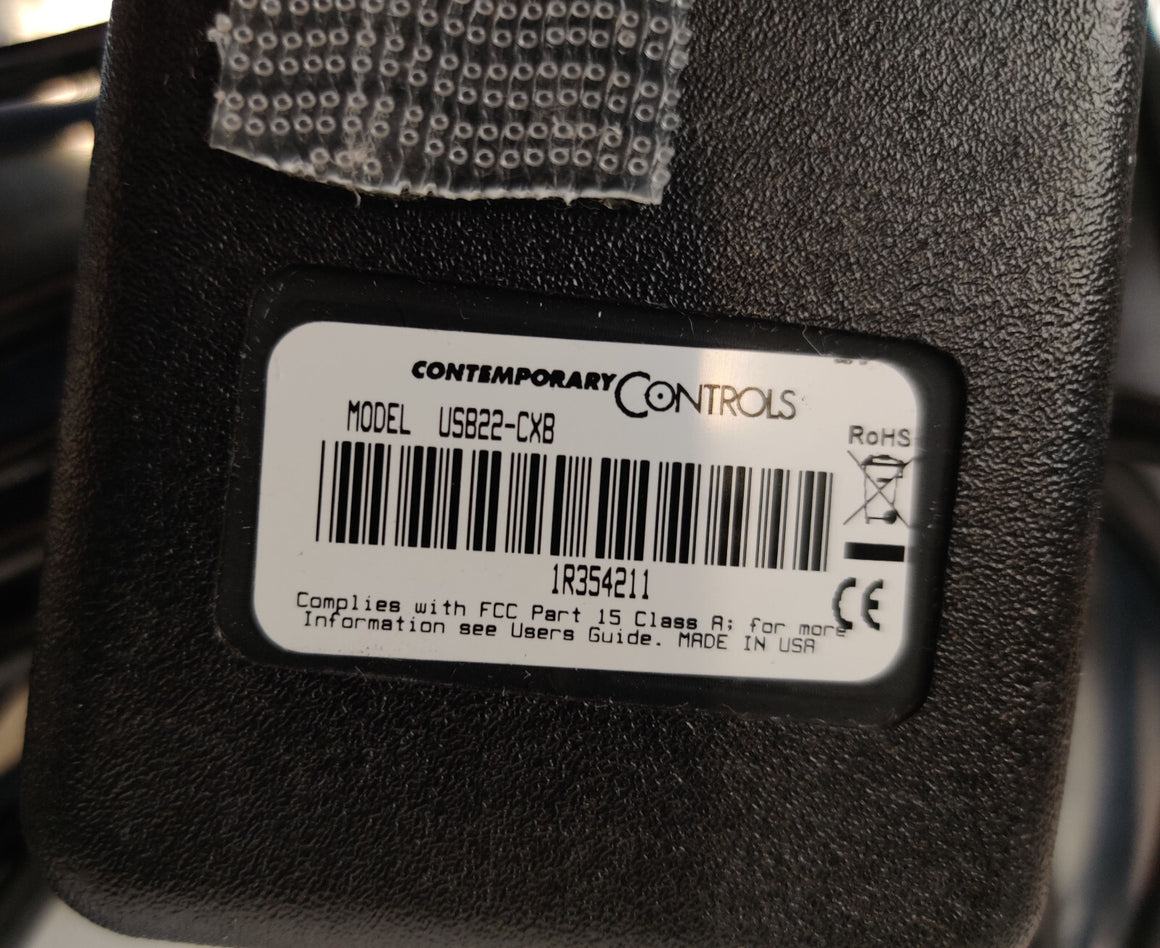 CONTEMPORARY CONTROLS
MODEL USB22-CXB
RoHS
1R354211
CE
Complies with FCC Part 15 Class A; for more
Information see Users Guide. MADE IN USA